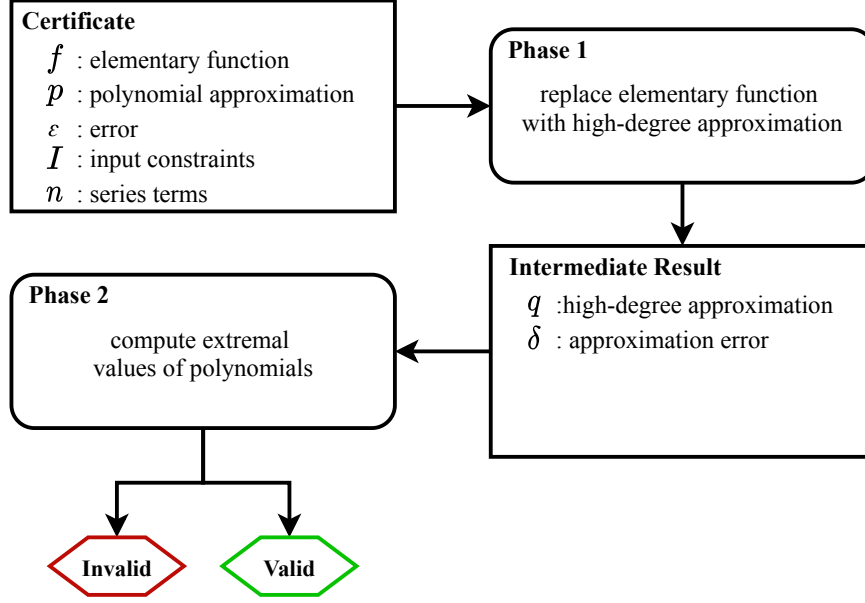 Certificate
f : elementary function
p : polynomial approximation
ε : error
I : input constraints
n : series terms
Phase 1
replace elementary function
with high-degree approximation
Intermediate Result
q :high-degree approximation
δ : approximation error
Phase 2
compute extremal
values of polynomials
Invalid
Valid